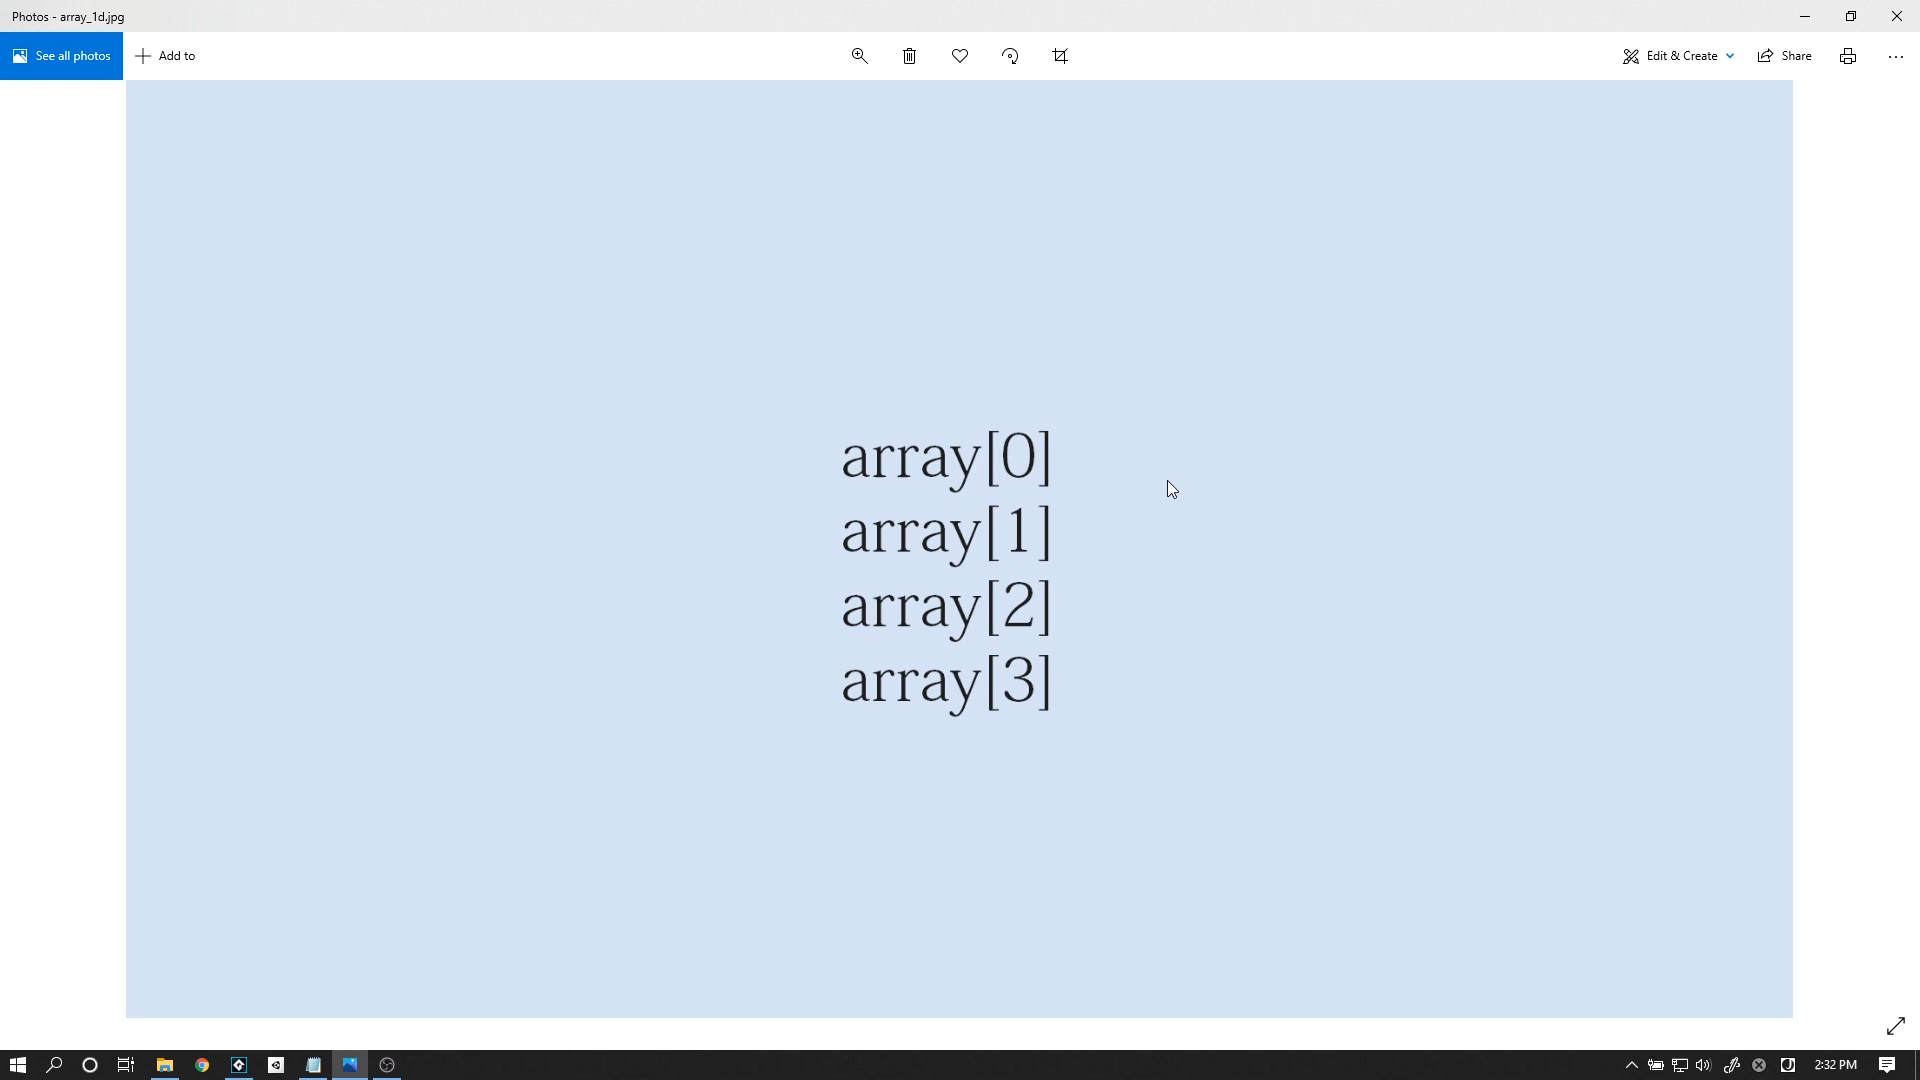 Photos - array_1d.jpg
See all photos
Add to
Edit & Create
Share
array[0]
array[1]
array[2]
array[3]
2:32 PM